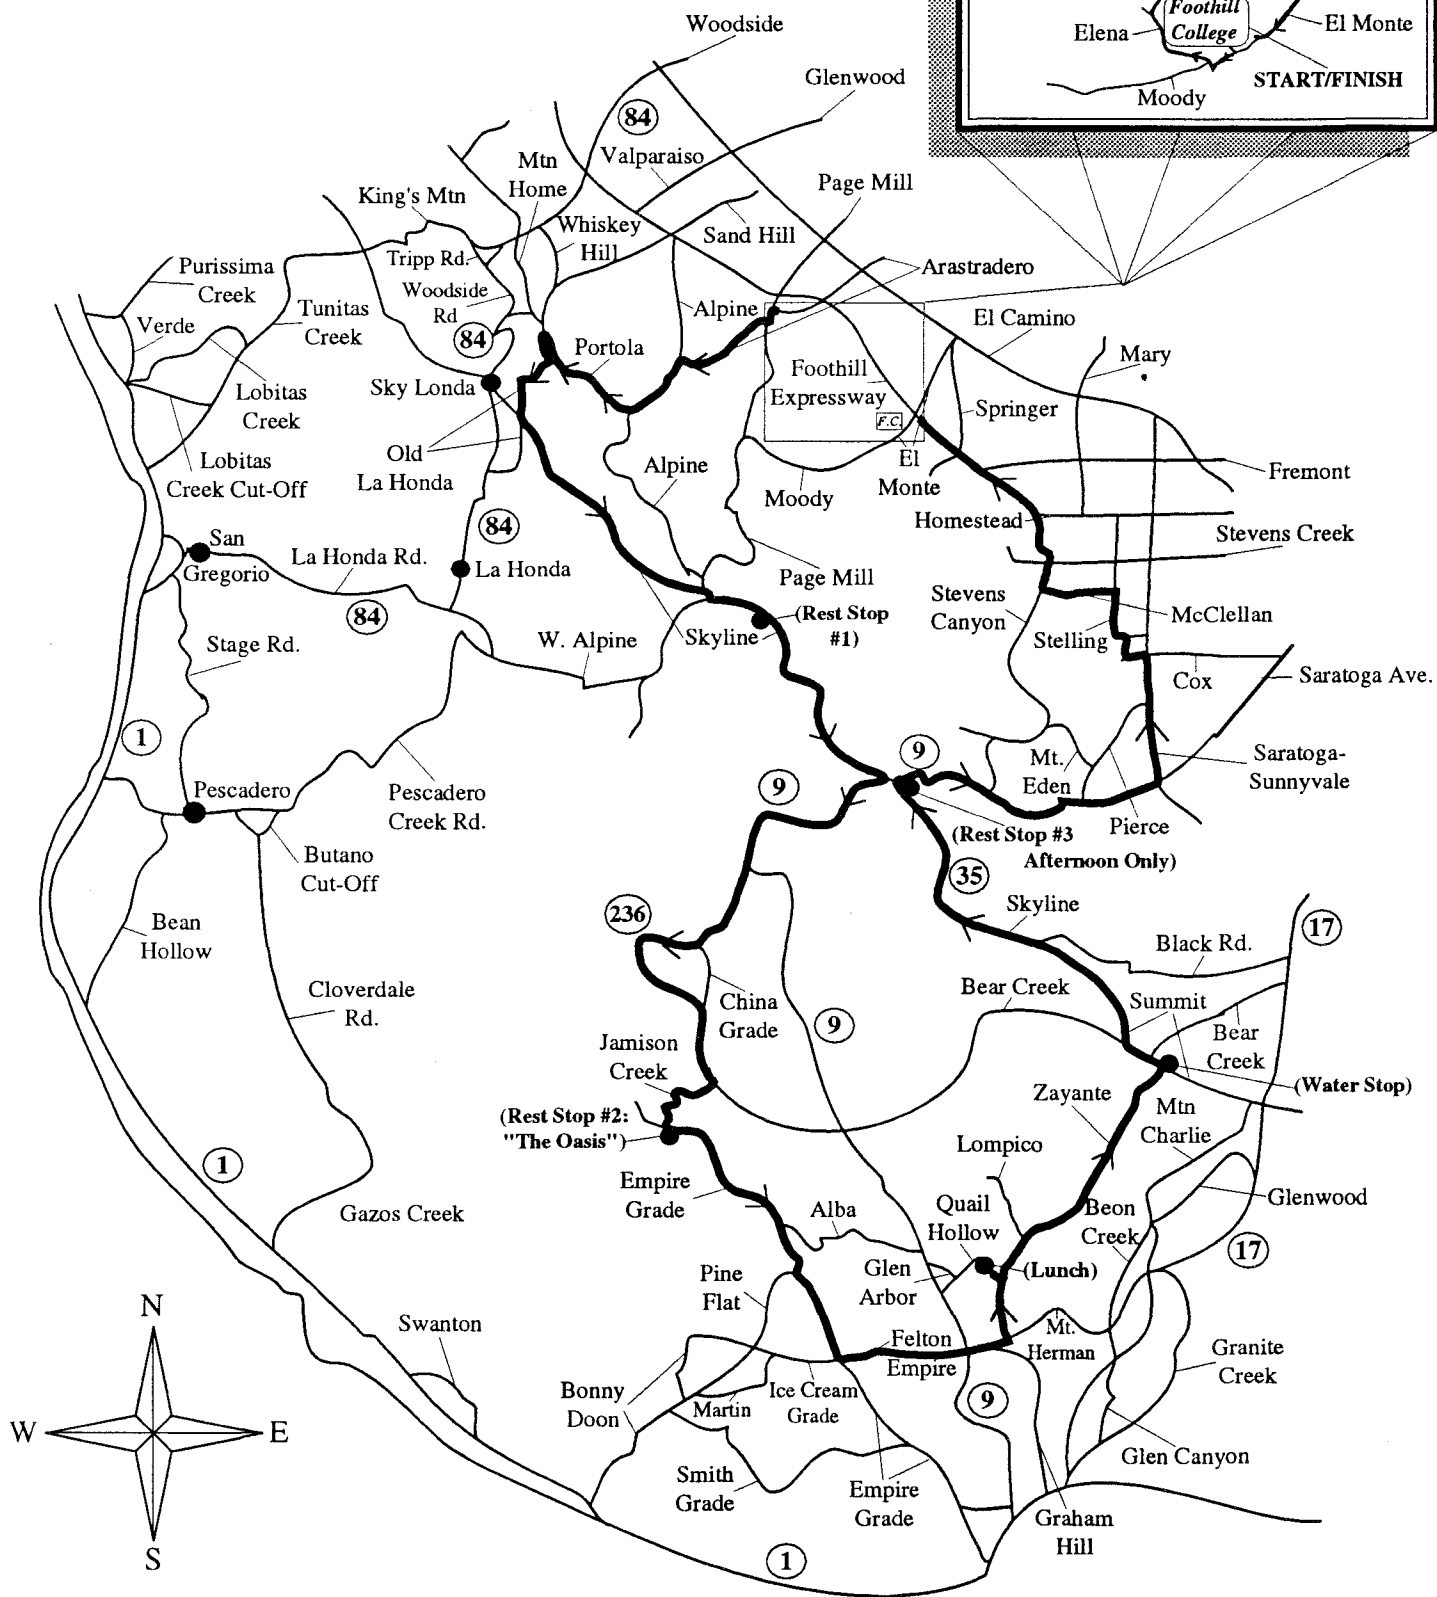 Foothill
College
Elena
El Monte
START/FINISH
Moody
Woodside
Glenwood
84
Valparaiso
Mtn
Home
Page Mill
King's Mtn
Whiskey
Hill
Sand Hill
Tripp Rd.
Arastradero
Purissima
Creek
Woodside
Rd
Alpine
Tunitas
Creek
Verde
El Camino
84
Portola
Mary
Foothill
Expressway
Sky Londa
Lobitas
Creek
Springer
F.C.
Old
La Honda
El
Monte
Lobitas
Creek Cut-Off
Alpine
Moody
Fremont
Homestead
84
Stevens Creek
San
Gregorio
La Honda Rd.
La Honda
Page Mill
Stevens
Canyon
84
(Rest Stop
#1)
McClellan
Stage Rd.
W. Alpine
Skyline
Stelling
Cox
Saratoga Ave.
1
9
Mt.
Eden
Saratoga-
Sunnyvale
9
Pescadero
Pescadero
Creek Rd.
Pierce
(Rest Stop #3
Afternoon Only)
Butano
Cut-Off
35
236
Skyline
Bean
Hollow
17
Black Rd.
Cloverdale
Rd.
China
Grade
Bear Creek
Summit
9
Bear
Creek
Jamison
Creek
Zayante
(Water Stop)
(Rest Stop #2:
"The Oasis")
Mtn
Charlie
Lompico
1
Empire
Grade
Glenwood
Quail
Hollow
Beon
Creek
Gazos Creek
Alba
17
Glen
Arbor
(Lunch)
Pine
Flat
N
Swanton
Felton
Empire
Mt.
Herman
Granite
Creek
Bonny
Doon
Ice Cream
Grade
Martin
9
W
E
Glen Canyon
Smith
Grade
Empire
Grade
Graham
Hill
S
1